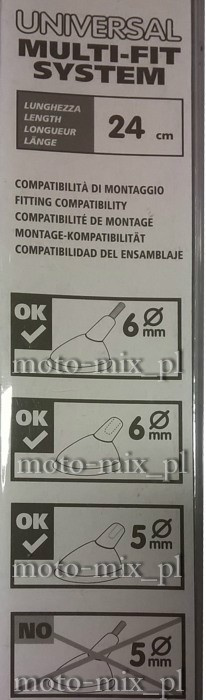 UNIVERSAL
MULTI-FIT
SYSTEM
LUNGHEZZA
LENGTH
LONGUEUR
LÄNGE
24 cm
COMPATIBILITÀ DI MONTAGGIO
FITTING COMPATIBILITY
COMPATIBILITÉ DE MONTAGE
MONTAGE-KOMPATIBILITÄT
COMPATIBILIDAD DEL ENSAMBLAJE
OK
6 Ø mm
moto-mix_pl
OK
6 Ø mm
moto-mix_pl
OK
5 Ø mm
moto-mix_pl
NO
5 Ø mm
moto-mix_pl